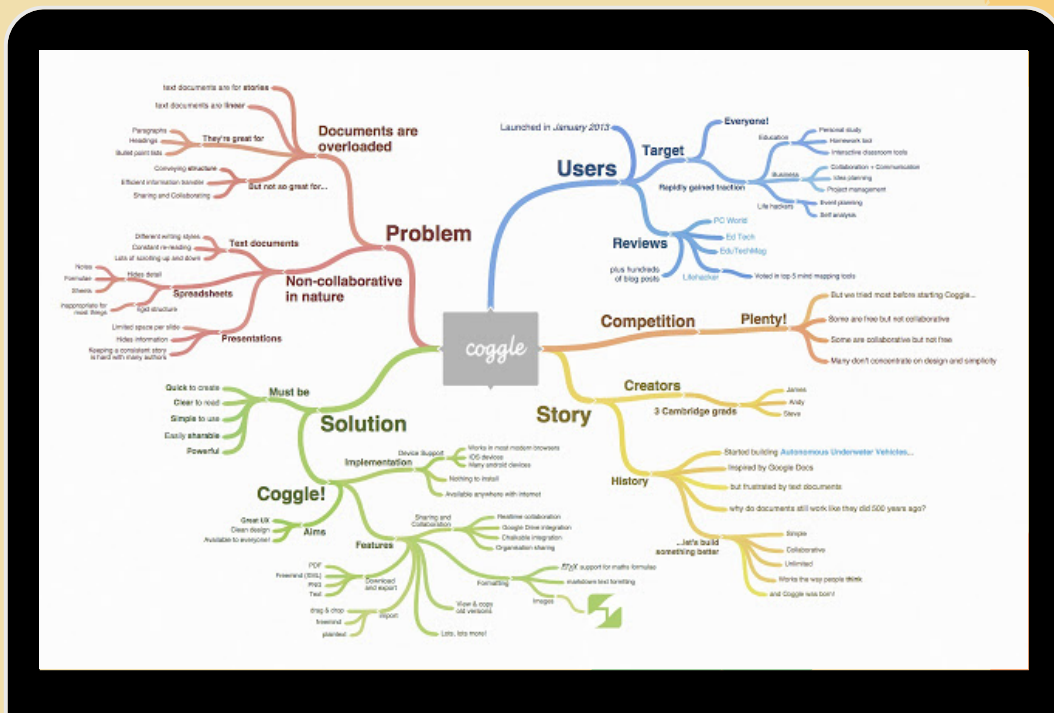 coggle
Problem
Documents are
overloaded
text documents are for stories
text documents are linear
They're great for
Paragraphs
Headings
Bullet point lists
But not so great for...
Conveying structure
Efficient information transfer
Sharing and Collaborating
Non-collaborative
in nature
Text documents
Different writing styles
Constant re-reading
Lots of scrolling up and down
Spreadsheets
Hides detail
Notes
Formulae
Sheets
rigid structure
Inappropriate for
most things
Presentations
Limited space per slide
Hides information
Keeping a consistent story
is hard with many authors
Solution
Must be
Quick to create
Clear to read
Simple to use
Easily sharable
Powerful
Coggle!
Aims
Great UX
Clean design
Available to everyone!
Implementation
Device Support
Works in most modern browsers
iOS devices
Many android devices
Nothing to install
Available anywhere with internet
Features
Sharing and
Collaboration
Realtime collaboration
Google Drive integration
Chalkable integration
Organisation sharing
Formatting
LATEX support for maths formulae
markdown text formatting
Images
View & copy
old versions
Lots, lots more!
Download
and export
PDF
Freemind (SVG)
PNG
Text
import
drag & drop
freemind
plaintext
Users
Launched in January 2013
Target
Everyone!
Rapidly gained traction
Education
Personal study
Homework tool
Interactive classroom tools
Business
Collaboration + Communication
Idea planning
Project management
Life hackers
Event planning
Self analysis
Reviews
PC World
Ed Tech
EduTechMag
Lifehacker
Voted in top 5 mind mapping tools
plus hundreds
of blog posts
Competition
Plenty!
But we tried most before starting Coggle...
Some are free but not collaborative
Some are collaborative but not free
Many don't concentrate on design and simplicity
Story
Creators
3 Cambridge grads
James
Andy
Steve
History
Started building Autonomous Underwater Vehicles...
Inspired by Google Docs
but frustrated by text documents
why do documents still work like they did 500 years ago?
...let's build
something better
Simple
Collaborative
Unlimited
Works the way people think
and Coggle was born!